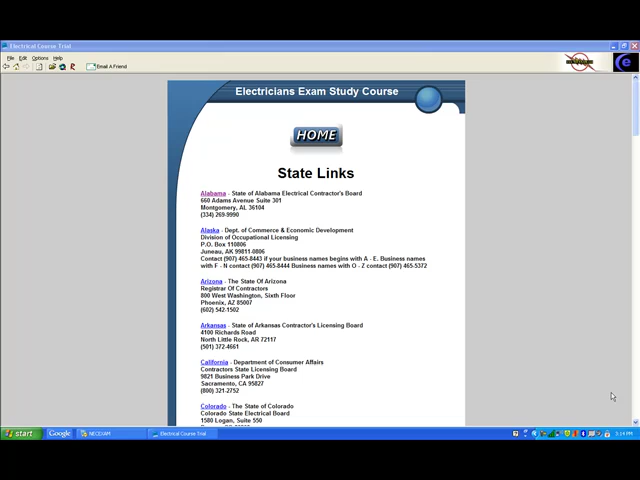 Electrical Course Trial
File Edit Options Help
Email A Friend
Electricians Exam Study Course
HOME
State Links
Alabama - State of Alabama Electrical Contractor's Board
660 Adams Avenue Suite 301
Montgomery, AL 36104
(334) 269-9990
Alaska - Dept. of Commerce & Economic Development
Division of Occupational Licensing
P.O. Box 110806
Juneau, AK 99811-0806
Contact (907) 465-8443 if your business names begins with A - E. Business names
with F - N contact (907) 465-8444 Business names with O - Z contact (907) 465-5372
Arizona - The State Of Arizona
Registrar Of Contractors
800 West Washington, Sixth Floor
Phoenix, AZ 85007
(602) 542-1502
Arkansas - State of Arkansas Contractor's Licensing Board
4100 Richards Road
North Little Rock, AR 72117
(501) 372-4661
California - Department of Consumer Affairs
Contractors State Licensing Board
9821 Business Park Drive
Sacramento, CA 95827
(800) 321-2752
Colorado - The State of Colorado
Colorado State Electrical Board
1580 Logan, Suite 550
start Google NECEXAM Electrical Course Trial 3:14 PM